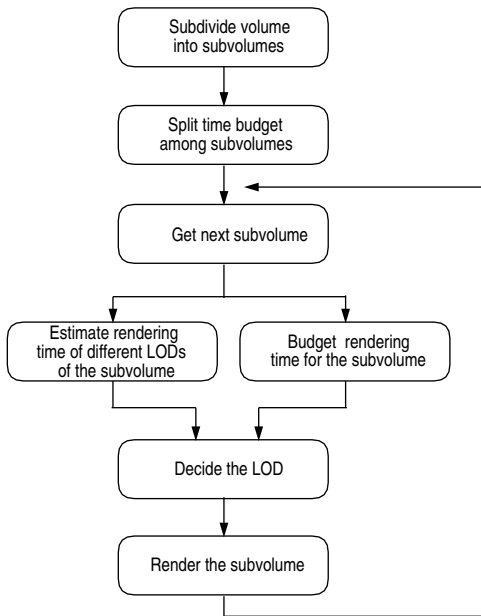 Subdivide volume
into subvolumes
Split time budget
among subvolumes
Get next subvolume
Estimate rendering
time of different LODs
of the subvolume
Budget rendering
time for the subvolume
Decide the LOD
Render the subvolume